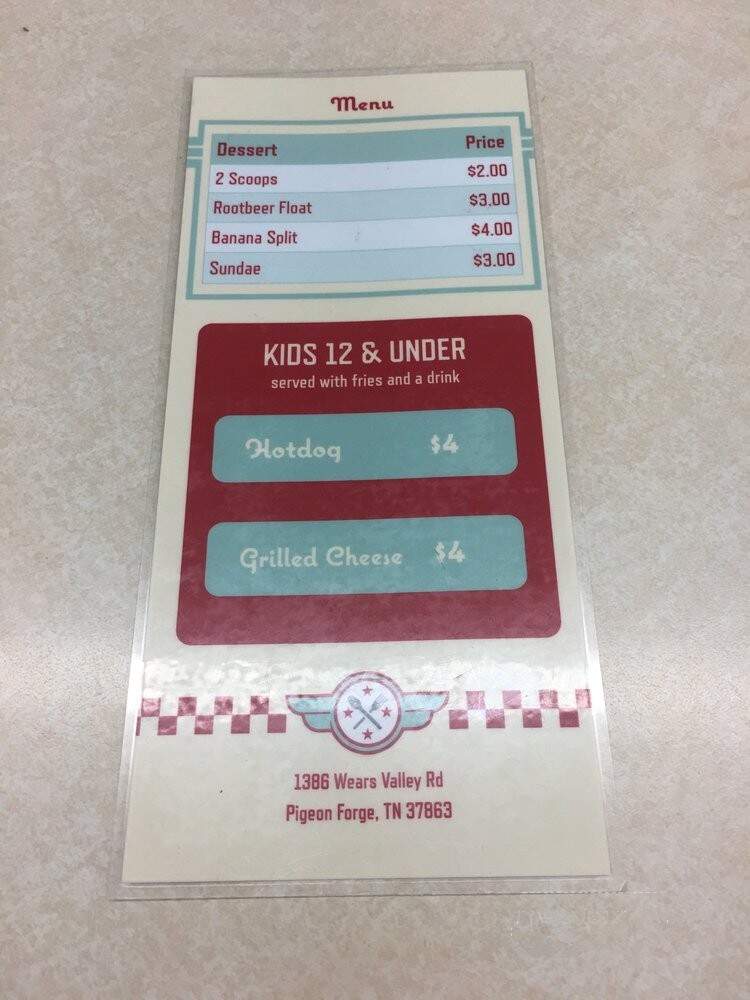 Menu
Dessert Price
2 Scoops $2.00
Rootbeer Float $3.00
Banana Split $4.00
Sundae $3.00
KIDS 12 & UNDER
served with fries and a drink
Hotdog $4
Grilled Cheese $4
1386 Wears Valley Rd
Pigeon Forge, TN 37863